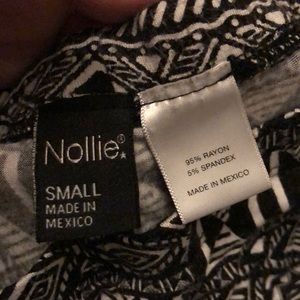 Nollie®
SMALL
MADE IN
MEXICO
95% RAYON
5% SPANDEX
MADE IN MEXICO